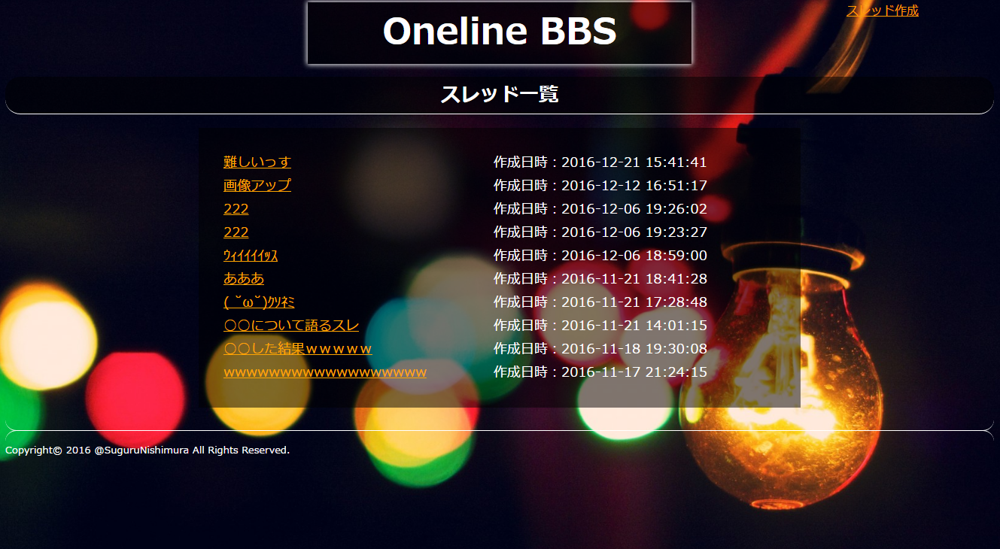 Oneline BBS
スレッド作成
スレッド一覧
難しいっす 作成日時：2016-12-21 15:41:41
画像アップ 作成日時：2016-12-12 16:51:17
222 作成日時：2016-12-06 19:26:02
222 作成日時：2016-12-06 19:23:27
ｳｨｲｲｲｲｯｽ 作成日時：2016-12-06 18:59:00
あああ 作成日時：2016-11-21 18:41:28
( ˘ω˘)ｸｿﾈﾐ 作成日時：2016-11-21 17:28:48
○○について語るスレ 作成日時：2016-11-21 14:01:15
○○した結果ｗｗｗｗｗ 作成日時：2016-11-18 19:30:08
wwwwwwwwwwwwwwwwww 作成日時：2016-11-17 21:24:15
Copyright© 2016 @SuguruNishimura All Rights Reserved.